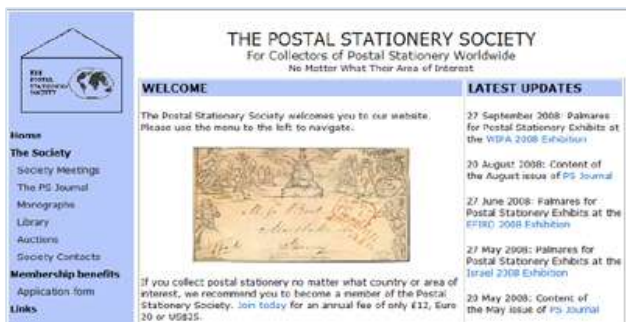 THE POSTAL STATIONERY SOCIETY
For Collectors of Postal Stationery Worldwide
No Matter What Their Area of Interest
THE
POSTAL
STATIONERY
SOCIETY
Home
The Society
Society Meetings
The PS Journal
Monographs
Library
Auctions
Society Contacts
Membership benefits
Application form
Links
WELCOME
The Postal Stationery Society welcomes you to our website.
Please use the menu to the left to navigate.
If you collect postal stationery no matter what country or area of
interest, we recommend you to become a member of the Postal
Stationery Society. Join today for an annual fee of only £12, Euro
20 or US$25.
LATEST UPDATES
27 September 2008: Palmares
for Postal Stationery Exhibits at
the WIPA 2008 Exhibition
20 August 2008: Content of
the August issue of PS Journal
27 June 2008: Palmares for
Postal Stationery Exhibits at the
EFIRO 2008 Exhibition
27 May 2008: Palmares for
Postal Stationery Exhibits at the
Israel 2008 Exhibition
20 May 2008: Content of
the May issue of PS Journal